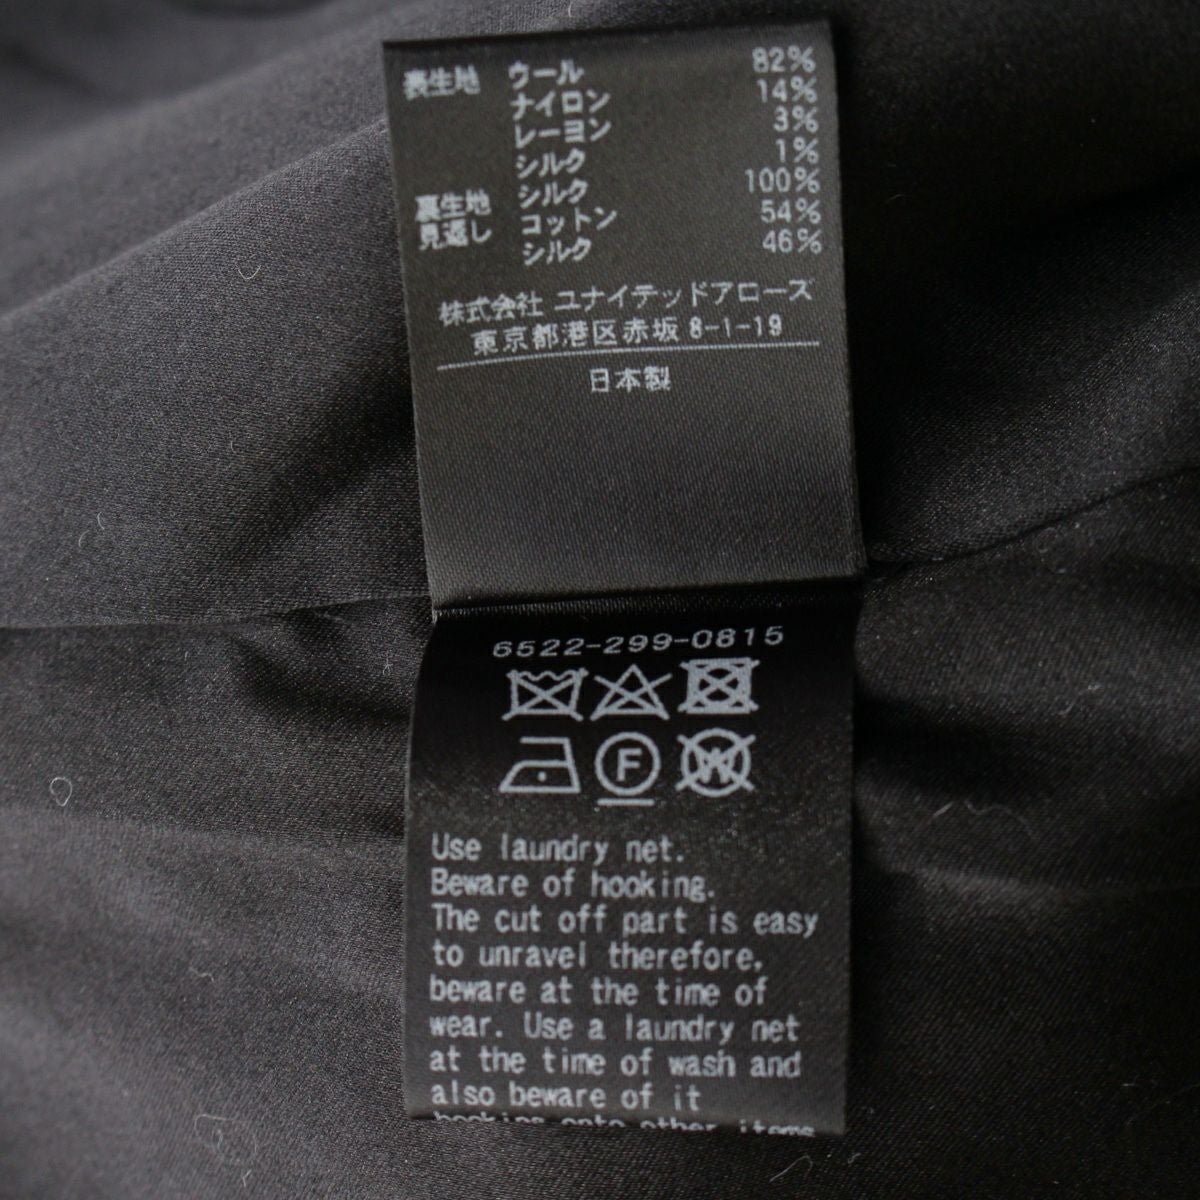 表生地 ウール 82%
ナイロン 14%
レーヨン 3%
シルク 1%
裏生地 シルク 100%
見返し コットン 54%
シルク 46%
株式会社 ユナイテッドアローズ
東京都港区赤坂 8-1-19
日本製
6522-299-0815
F W
Use laundry net.
Beware of hooking.
The cut off part is easy
to unravel therefore,
beware at the time of
wear. Use a laundry net
at the time of wash and
also beware of it
hooking onto other items